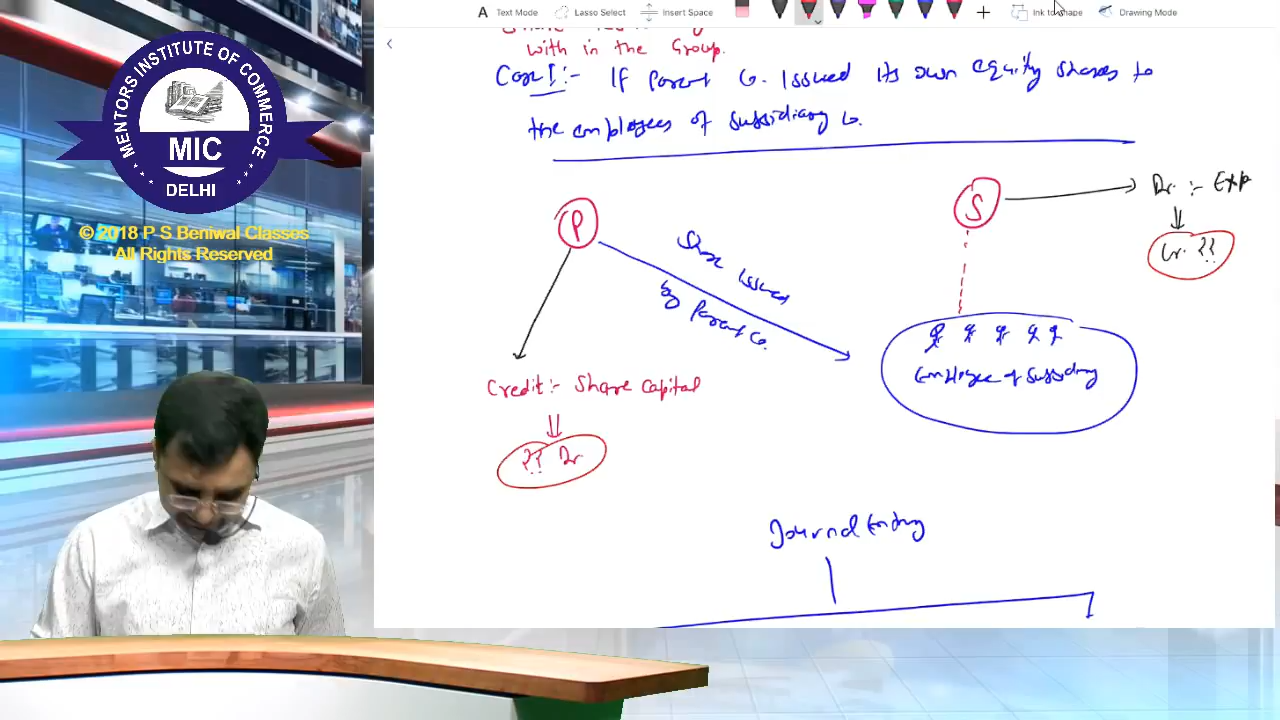 Text Mode
Lasso Select
Insert Space
Ink to Shape
Drawing Mode
with in the Group.
Case I :- If Parent Co. Issued its own equity shares to
the employees of subsidiary Co.
MENTORS INSTITUTE OF COMMERCE
MIC
DELHI
© 2018 P S Beniwal Classes
All Rights Reserved
P
S
Dr. :- Exp
Cr. ??
Share issued
by Parent Co.
Employee of Subsidiary
Credit :- Share Capital
?? Dr
Journal Entry